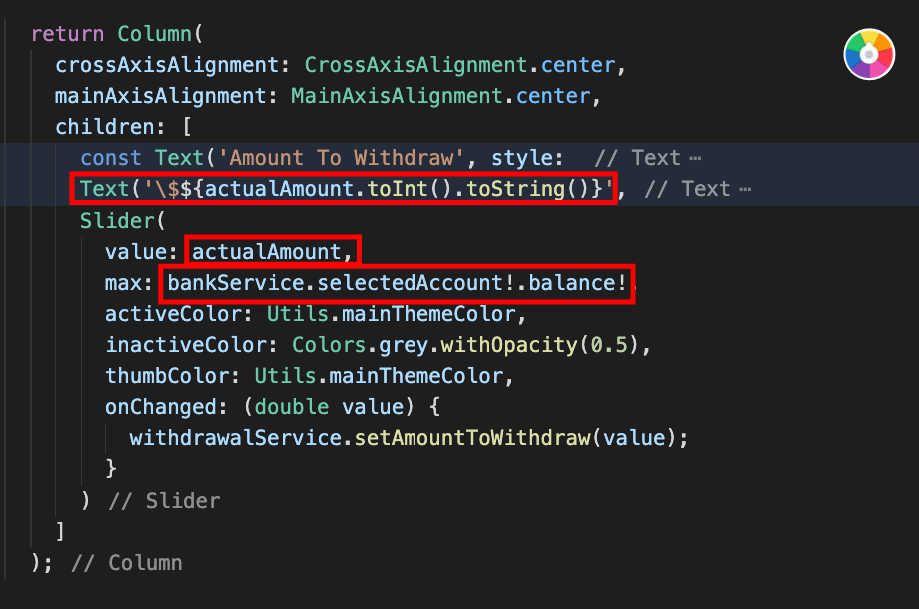 return Column(
crossAxisAlignment: CrossAxisAlignment.center,
mainAxisAlignment: MainAxisAlignment.center,
children: [
const Text('Amount To Withdraw', style: // Text ⋯
Text('\$${actualAmount.toInt().toString()}', // Text ⋯
Slider(
value: actualAmount,
max: bankService.selectedAccount!.balance!,
activeColor: Utils.mainThemeColor,
inactiveColor: Colors.grey.withOpacity(0.5),
thumbColor: Utils.mainThemeColor,
onChanged: (double value) {
withdrawalService.setAmountToWithdraw(value);
}
) // Slider
]
); // Column